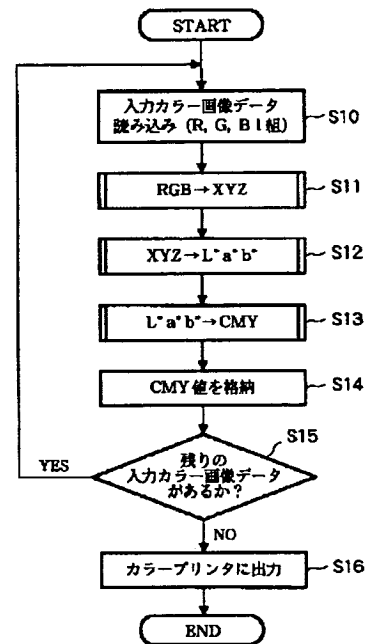 START
入力カラー画像データ
読み込み (R, G, B1組)
S10
RGB→XYZ
S11
XYZ→L*a*b*
S12
L*a*b*→CMY
S13
CMY値を格納
S14
S15
残りの
入力カラー画像データ
があるか?
YES
NO
カラープリンタに出力
S16
END